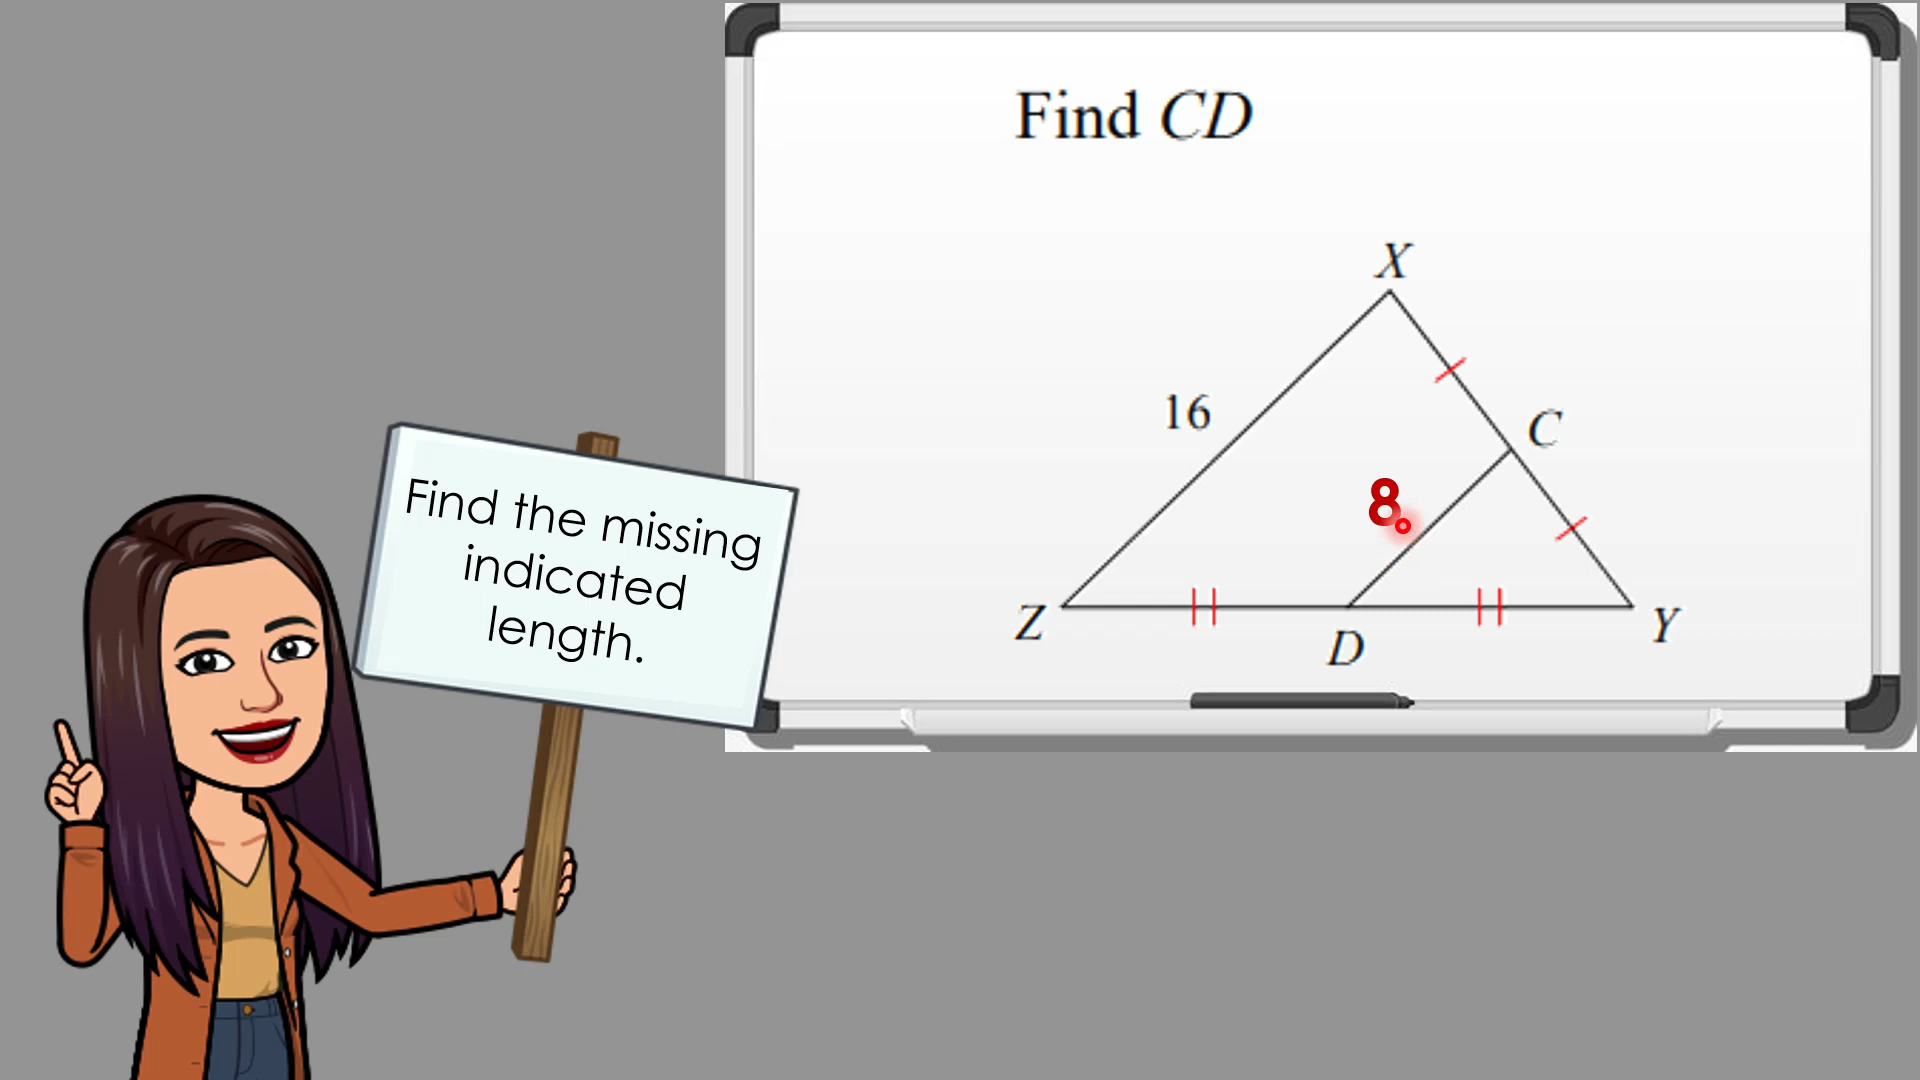 Find CD
X
16
C
8
Z
D
Y
Find the missing
indicated
length.